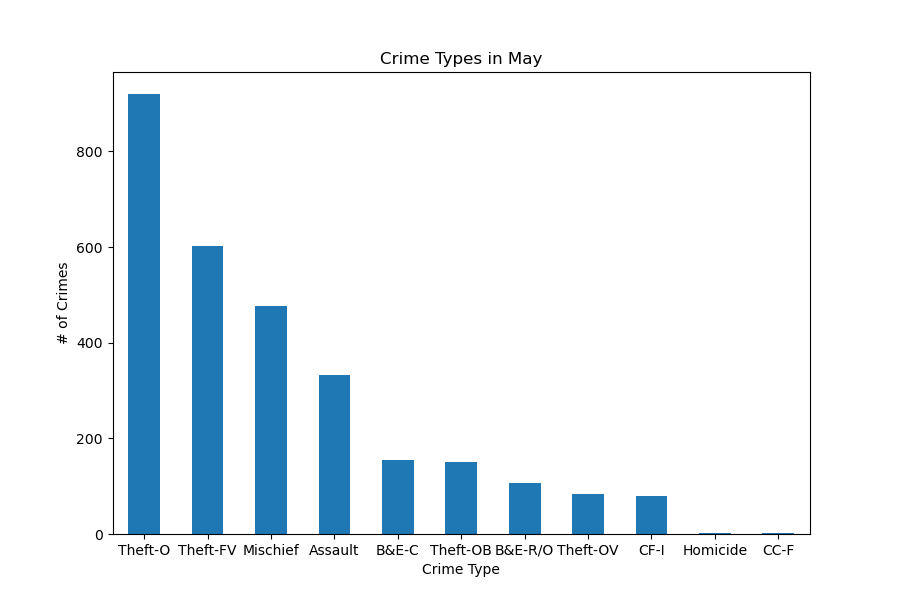 Crime Types in May
800
600
400
200
0
# of Crimes
Theft-O Theft-FV Mischief Assault B&E-C Theft-OB B&E-R/O Theft-OV CF-I Homicide CC-F
Crime Type